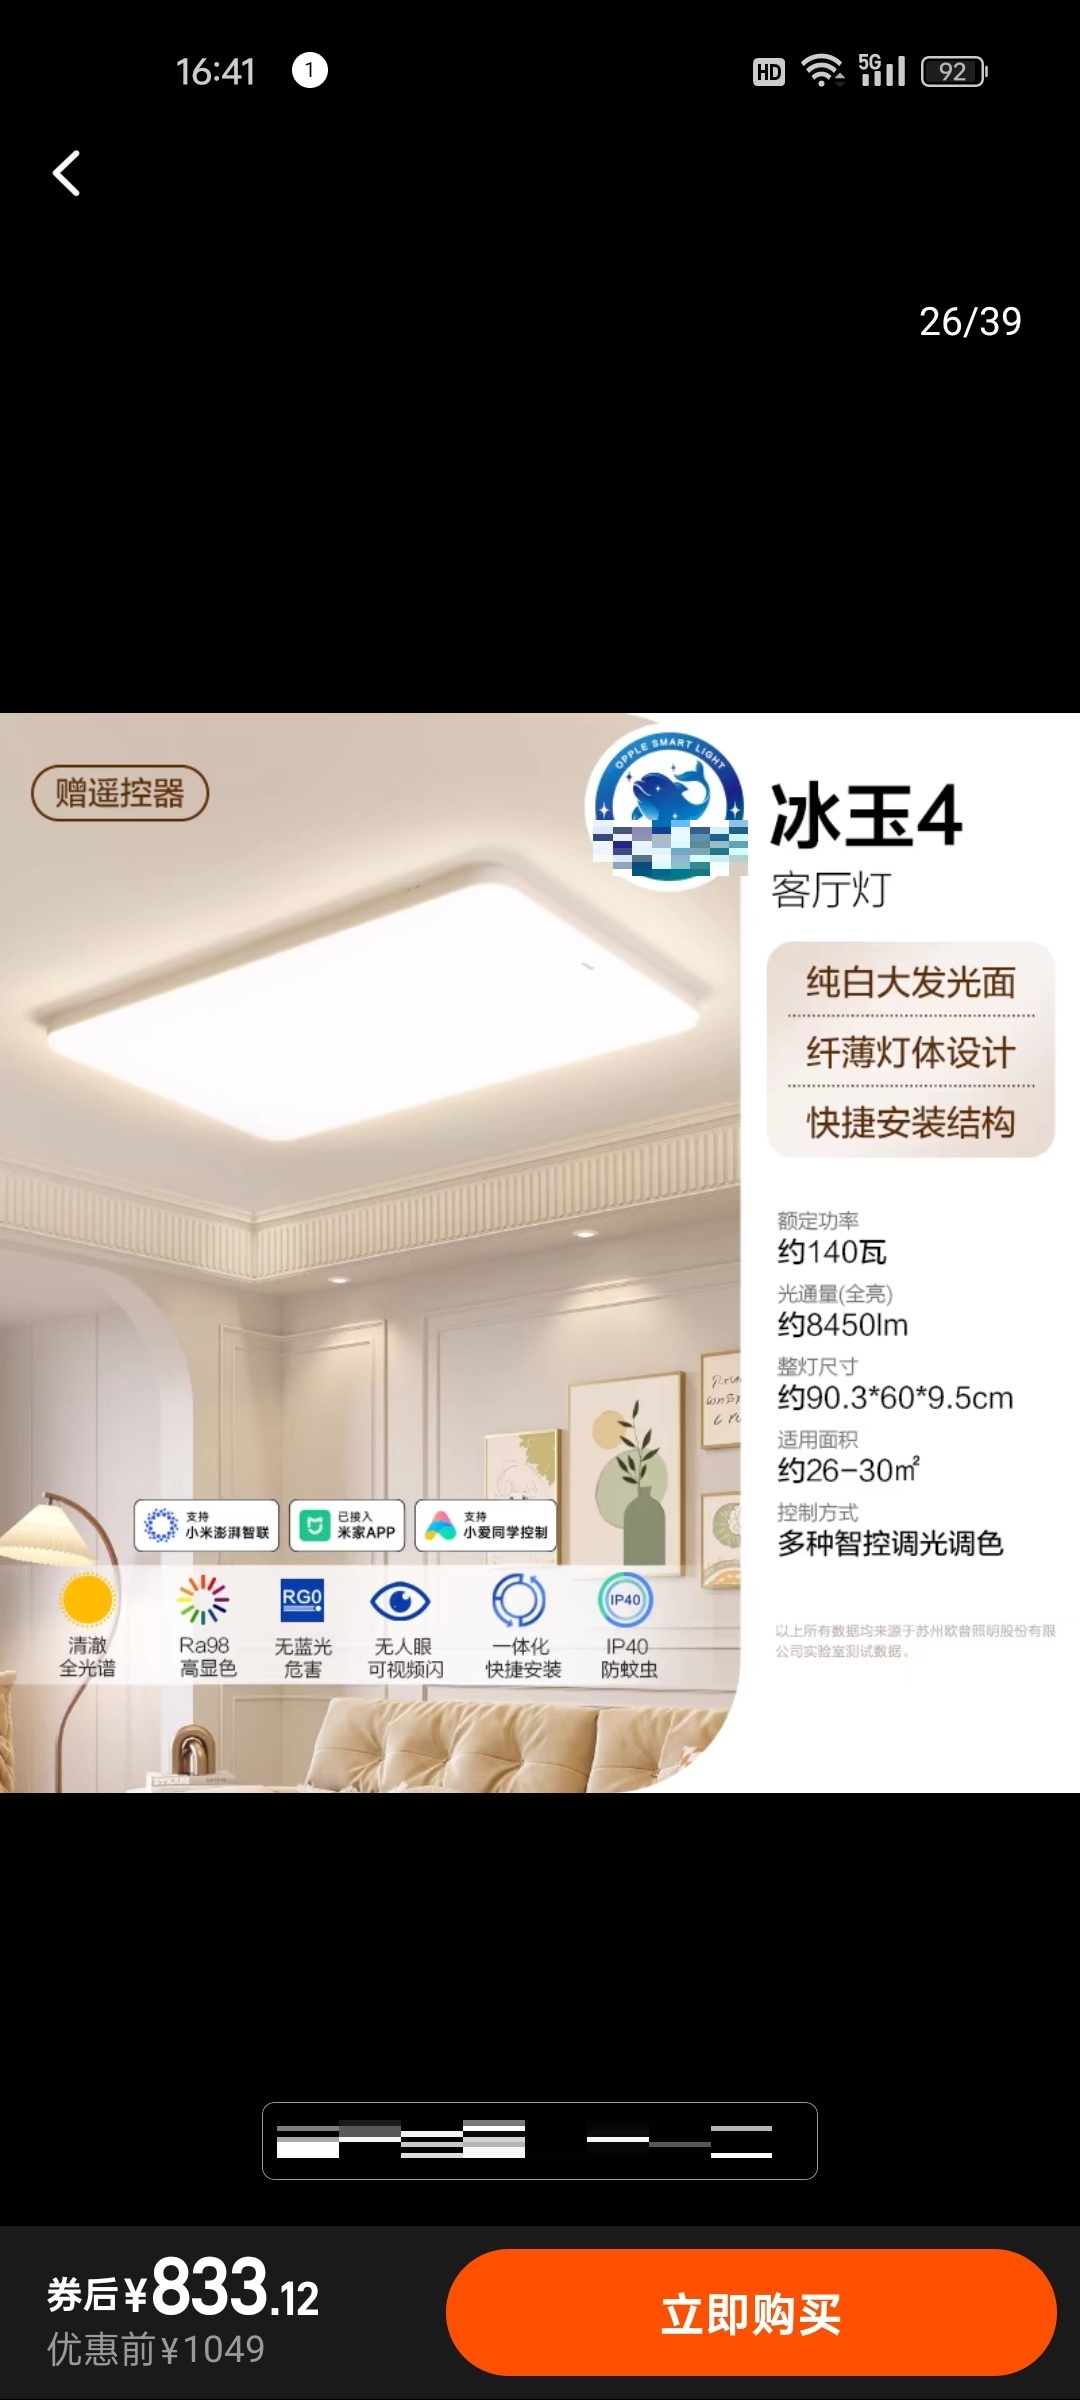 16:41
1
HD
5G
92
26/39
赠遥控器
OPPLE SMART LIGHT
冰玉4
客厅灯
纯白大发光面
纤薄灯体设计
快捷安装结构
额定功率
约140瓦
光通量(全亮)
约8450lm
整灯尺寸
约90.3*60*9.5cm
适用面积
约26-30㎡
控制方式
多种智控调光调色
以上所有数据均来源于苏州欧普照明股份有限
公司实验室测试数据。
支持
小米澎湃智联
已接入
米家APP
支持
小爱同学控制
清澈
全光谱
Ra98
高显色
RG0
无蓝光
危害
无人眼
可视频闪
一体化
快捷安装
IP40
IP40
防蚊虫
券后¥833.12
优惠前¥1049
立即购买